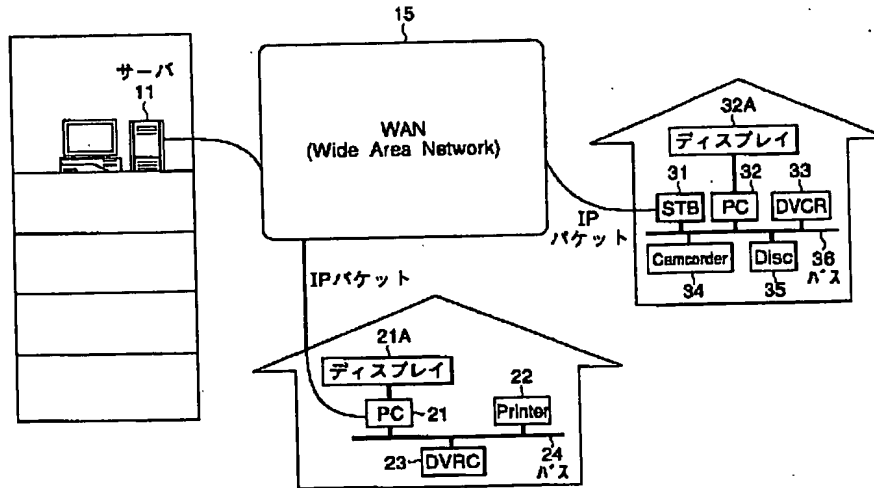 15
サーバ
11
WAN
(Wide Area Network)
32A
ディスプレイ
31
32
33
STB
PC
DVCR
IP
パケット
Camcorder
Disc
36
バス
34
35
IPパケット
21A
ディスプレイ
22
PC
21
Printer
23
DVRC
24
バス